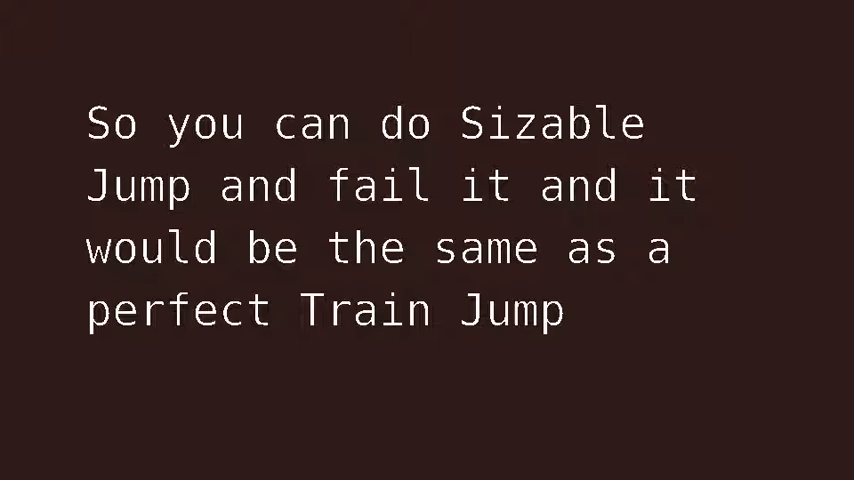 So you can do Sizable
Jump and fail it and it
would be the same as a
perfect Train Jump